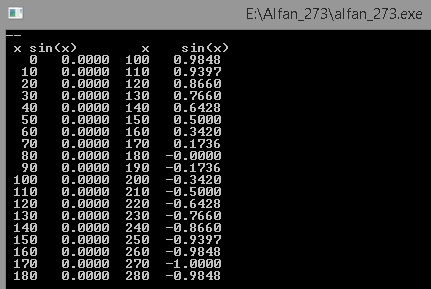 E:\Alfan_273\alfan_273.exe
x sin(x) x sin(x)
0 0.0000 100 0.9848
10 0.0000 110 0.9397
20 0.0000 120 0.8660
30 0.0000 130 0.7660
40 0.0000 140 0.6428
50 0.0000 150 0.5000
60 0.0000 160 0.3420
70 0.0000 170 0.1736
80 0.0000 180 -0.0000
90 0.0000 190 -0.1736
100 0.0000 200 -0.3420
110 0.0000 210 -0.5000
120 0.0000 220 -0.6428
130 0.0000 230 -0.7660
140 0.0000 240 -0.8660
150 0.0000 250 -0.9397
160 0.0000 260 -0.9848
170 0.0000 270 -1.0000
180 0.0000 280 -0.9848